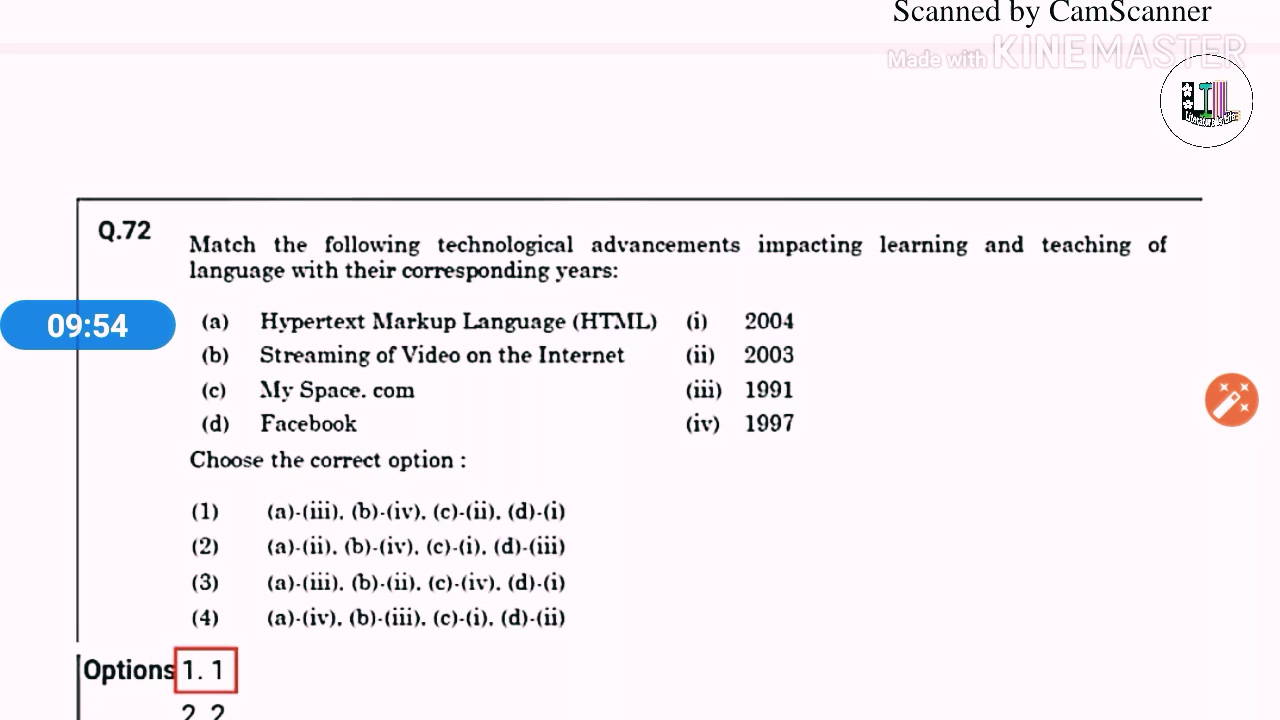 Scanned by CamScanner
Made with KINEMASTER
Q.72
Match the following technological advancements impacting learning and teaching of
language with their corresponding years:
09:54
(a) Hypertext Markup Language (HTML) (i) 2004
(b) Streaming of Video on the Internet (ii) 2003
(c) My Space. com (iii) 1991
(d) Facebook (iv) 1997
Choose the correct option :
(1) (a)-(iii). (b)-(iv). (c)-(ii). (d)-(i)
(2) (a)-(ii). (b)-(iv). (c)-(i). (d)-(iii)
(3) (a)-(iii). (b)-(ii). (c)-(iv). (d)-(i)
(4) (a)-(iv). (b)-(iii). (c)-(i). (d)-(ii)
Options 1. 1
2. 2